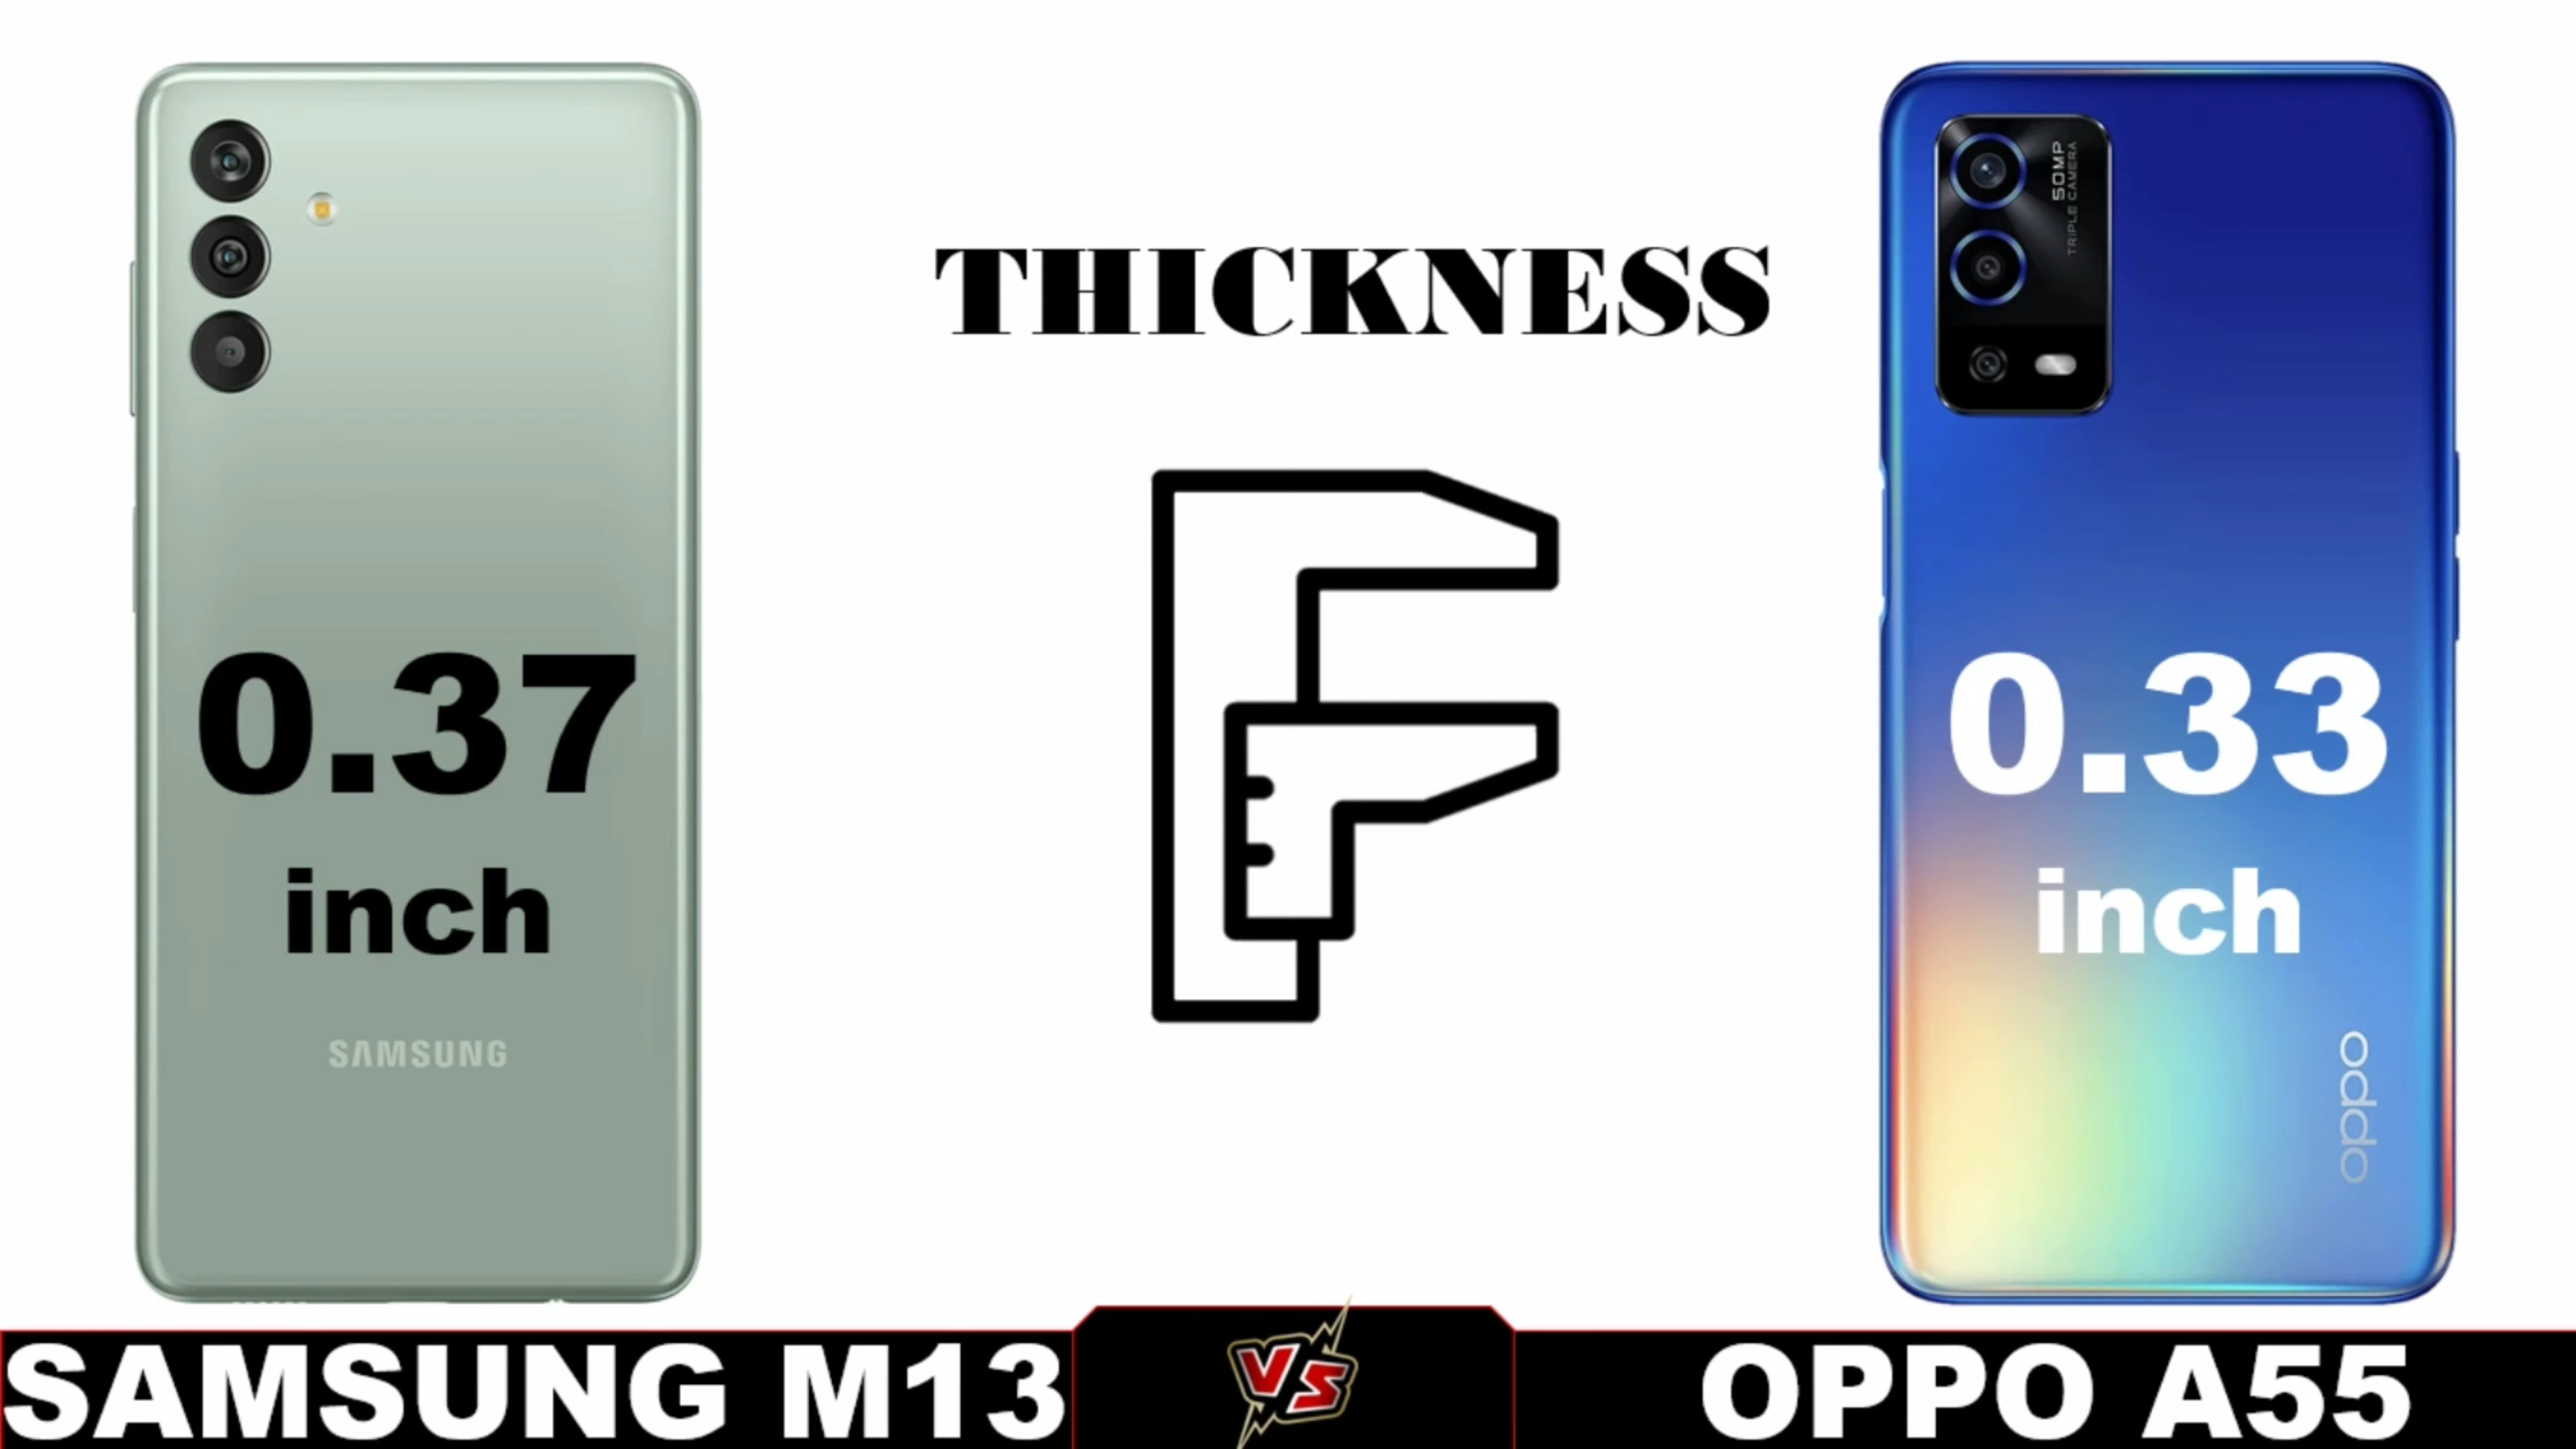 THICKNESS
50MP
TRIPLE CAMERA
0.37
inch
SAMSUNG
0.33
inch
oppo
SAMSUNG M13
VS
OPPO A55